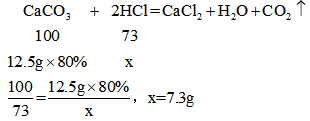 CaCO₃ + 2HCl=CaCl₂+H₂O+CO₂↑
100 73
12.5g×80% x
100/73=12.5g×80%/x, x=7.3g